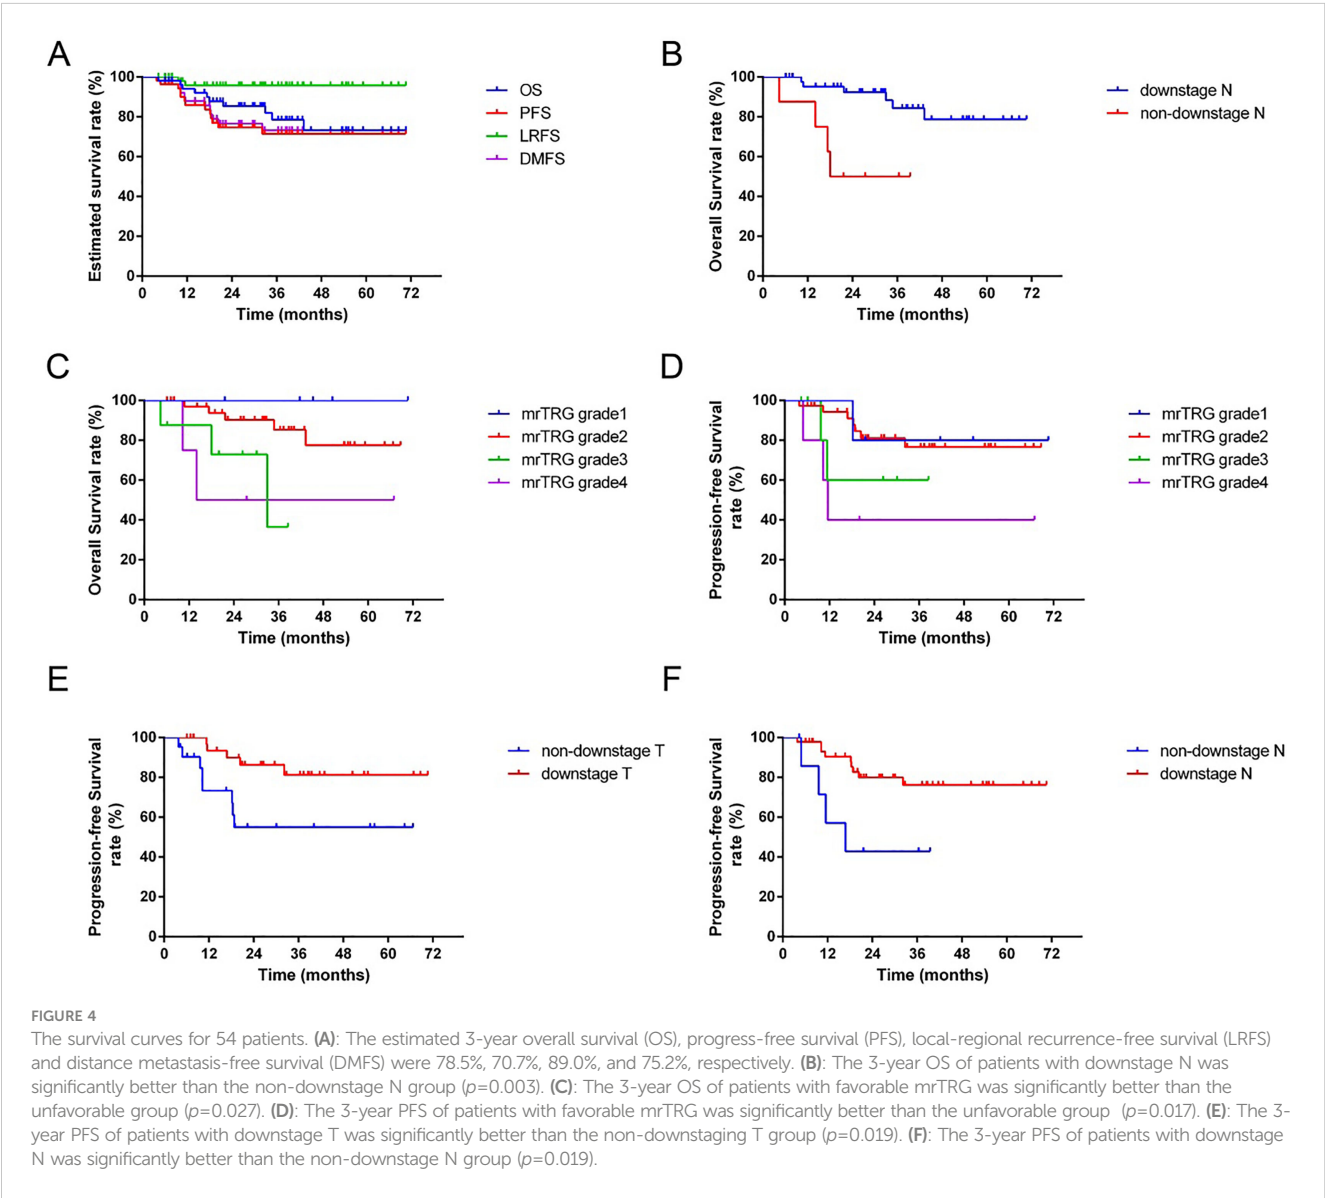 A
Estimated survival rate (%)
100
80
60
40
20
0
0 12 24 36 48 60 72
Time (months)
OS
PFS
LRFS
DMFS
B
Overall Survival rate (%)
100
80
60
40
20
0
0 12 24 36 48 60 72
Time (months)
downstage N
non-downstage N
C
Overall Survival rate (%)
100
80
60
40
20
0
0 12 24 36 48 60 72
Time (months)
mrTRG grade1
mrTRG grade2
mrTRG grade3
mrTRG grade4
D
Progression-free Survival
rate (%)
100
80
60
40
20
0
0 12 24 36 48 60 72
Time (months)
mrTRG grade1
mrTRG grade2
mrTRG grade3
mrTRG grade4
E
Progression-free Survival
rate (%)
100
80
60
40
20
0
0 12 24 36 48 60 72
Time (months)
non-downstage T
downstage T
F
Progression-free Survival
rate (%)
100
80
60
40
20
0
0 12 24 36 48 60 72
Time (months)
non-downstage N
downstage N
FIGURE 4
The survival curves for 54 patients. (A): The estimated 3-year overall survival (OS), progress-free survival (PFS), local-regional recurrence-free survival (LRFS)
and distance metastasis-free survival (DMFS) were 78.5%, 70.7%, 89.0%, and 75.2%, respectively. (B): The 3-year OS of patients with downstage N was
significantly better than the non-downstage N group (p=0.003). (C): The 3-year OS of patients with favorable mrTRG was significantly better than the
unfavorable group (p=0.027). (D): The 3-year PFS of patients with favorable mrTRG was significantly better than the unfavorable group (p=0.017). (E): The 3-
year PFS of patients with downstage T was significantly better than the non-downstaging T group (p=0.019). (F): The 3-year PFS of patients with downstage
N was significantly better than the non-downstage N group (p=0.019).